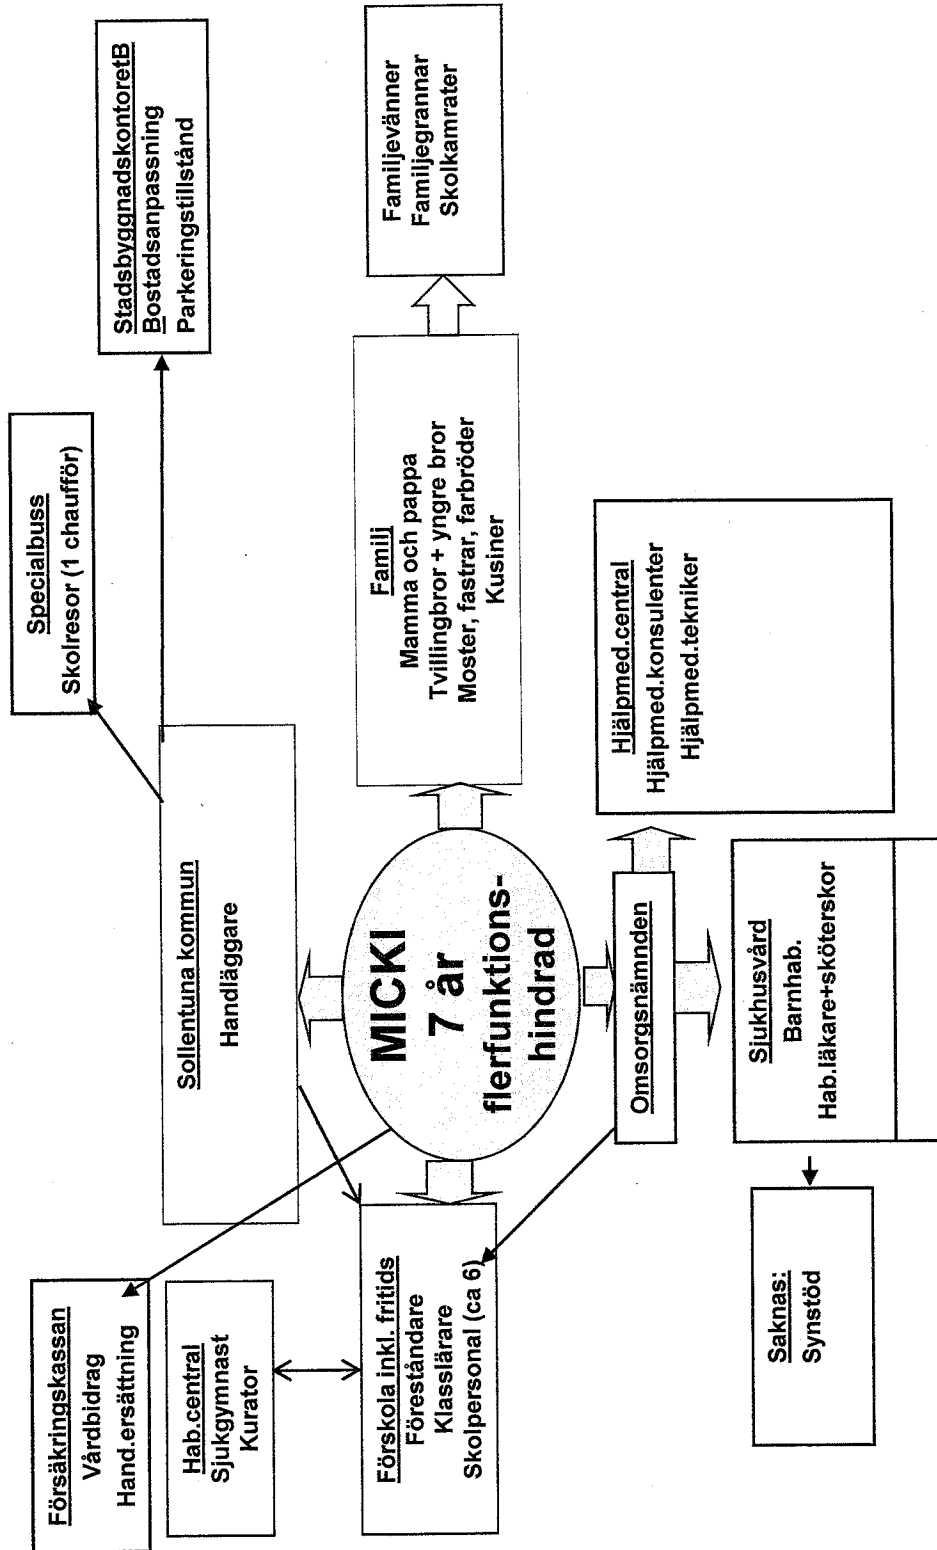 Försäkringskassan
Vårdbidrag
Hand.ersättning
Specialbuss
Skolresor (1 chaufför)
StadsbyggnadskontoretB
Bostadsanpassning
Parkeringstillstånd
Sollentuna kommun
Handläggare
Hab.central
Sjukgymnast
Kurator
Förskola inkl. fritids
Föreståndare
Klasslärare
Skolpersonal (ca 6)
MICKI
7 år
flerfunktions-
hindrad
Familj
Mamma och pappa
Tvillingbror + yngre bror
Moster, fastrar, farbröder
Kusiner
Familjevänner
Familjegrannar
Skolkamrater
Omsorgsnämnden
Hjälpmed.central
Hjälpmed.konsulenter
Hjälpmed.tekniker
Saknas:
Synstöd
Sjukhusvård
Barnhab.
Hab.läkare+sköterskor